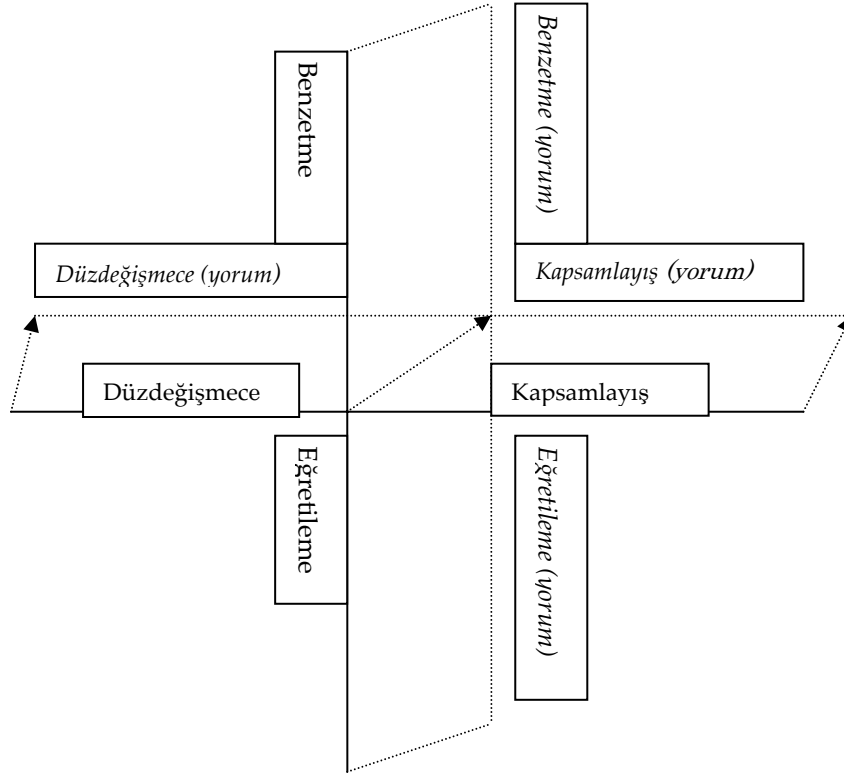 Benzetme
Benzetme (yorum)
Düzdeğişmece (yorum)
Kapsamlayış (yorum)
Düzdeğişmece
Kapsamlayış
Eğretileme
Eğretileme (yorum)